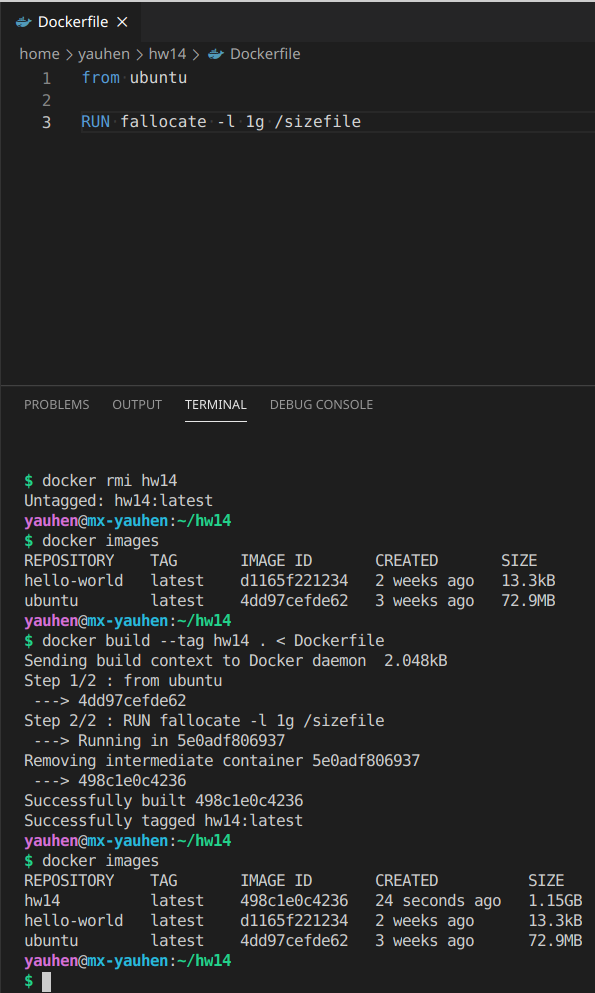 Dockerfile ×
home > yauhen > hw14 > Dockerfile
1 from ubuntu
2
3 RUN fallocate -l 1g /sizefile
PROBLEMS OUTPUT TERMINAL DEBUG CONSOLE
$ docker rmi hw14
Untagged: hw14:latest
yauhen@mx-yauhen:~/hw14
$ docker images
REPOSITORY TAG IMAGE ID CREATED SIZE
hello-world latest d1165f221234 2 weeks ago 13.3kB
ubuntu latest 4dd97cefde62 3 weeks ago 72.9MB
yauhen@mx-yauhen:~/hw14
$ docker build --tag hw14 . < Dockerfile
Sending build context to Docker daemon 2.048kB
Step 1/2 : from ubuntu
---> 4dd97cefde62
Step 2/2 : RUN fallocate -l 1g /sizefile
---> Running in 5e0adf806937
Removing intermediate container 5e0adf806937
---> 498c1e0c4236
Successfully built 498c1e0c4236
Successfully tagged hw14:latest
yauhen@mx-yauhen:~/hw14
$ docker images
REPOSITORY TAG IMAGE ID CREATED SIZE
hw14 latest 498c1e0c4236 24 seconds ago 1.15GB
hello-world latest d1165f221234 2 weeks ago 13.3kB
ubuntu latest 4dd97cefde62 3 weeks ago 72.9MB
yauhen@mx-yauhen:~/hw14
$